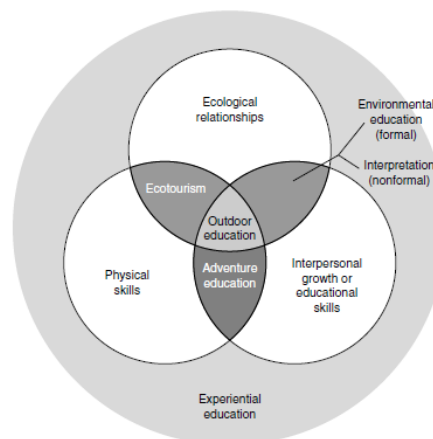 Ecological
relationships
Environmental
education
(formal)
Interpretation
(nonformal)
Ecotourism
Outdoor
education
Physical
skills
Adventure
education
Interpersonal
growth or
educational
skills
Experiential
education